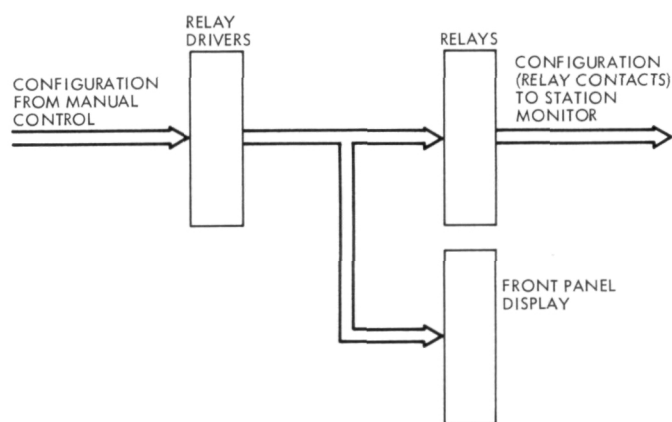 RELAY
DRIVERS
RELAYS
CONFIGURATION
FROM MANUAL
CONTROL
CONFIGURATION
(RELAY CONTACTS)
TO STATION
MONITOR
FRONT PANEL
DISPLAY